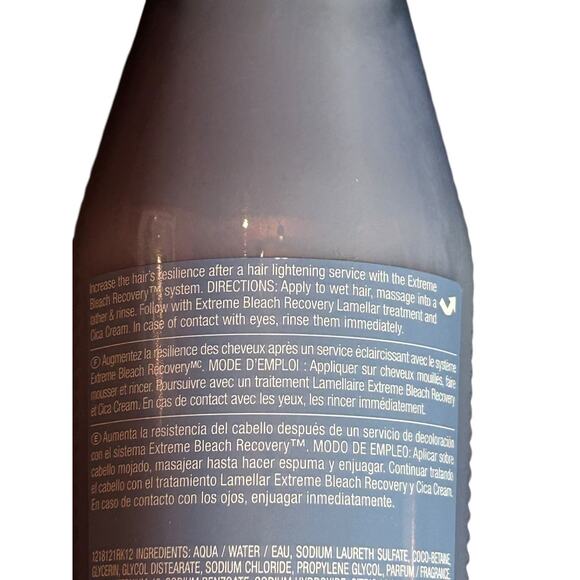 Increase the hair's resilience after a hair lightening service with the Extreme
Bleach Recovery™ system. DIRECTIONS: Apply to wet hair, massage into a
lather & rinse. Follow with Extreme Bleach Recovery Lamellar treatment and
Cica Cream. In case of contact with eyes, rinse them immediately.
F Augmentez la résilience des cheveux après un service éclaircissant avec le système
Extreme Bleach Recovery MC. MODE D'EMPLOI : Appliquer sur cheveux mouillés, faire
mousser et rincer. Poursuivre avec un traitement Lamellaire Extreme Bleach Recovery
et Cica Cream. En cas de contact avec les yeux, les rincer immédiatement.
E Aumenta la resistencia del cabello después de un servicio de decoloración
con el sistema Extreme Bleach Recovery™. MODO DE EMPLEO: Aplicar sobre
cabello mojado, masajear hasta hacer espuma y enjuagar. Continuar tratando
el cabello con el tratamiento Lamellar Extreme Bleach Recovery y Cica Cream.
En caso de contacto con los ojos, enjuagar inmediatamente.
1218121RK12 INGREDIENTS: AQUA / WATER / EAU, SODIUM LAURETH SULFATE, COCO-BETAINE,
GLYCERIN, GLYCOL DISTEARATE, SODIUM CHLORIDE, PROPYLENE GLYCOL, PARFUM / FRAGRANCE,
SODIUM BENZOATE, SODIUM HYDROXIDE,